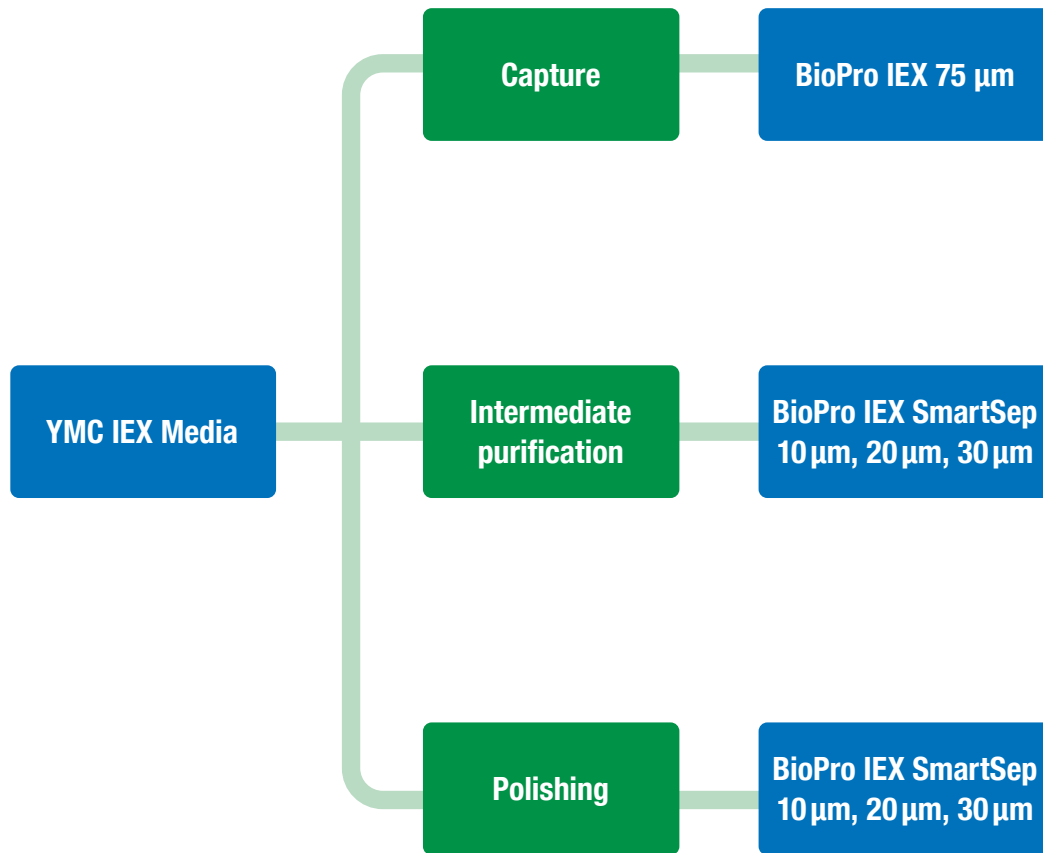 Capture
BioPro IEX 75 µm
YMC IEX Media
Intermediate
purification
BioPro IEX SmartSep
10 µm, 20 µm, 30 µm
Polishing
BioPro IEX SmartSep
10 µm, 20 µm, 30 µm